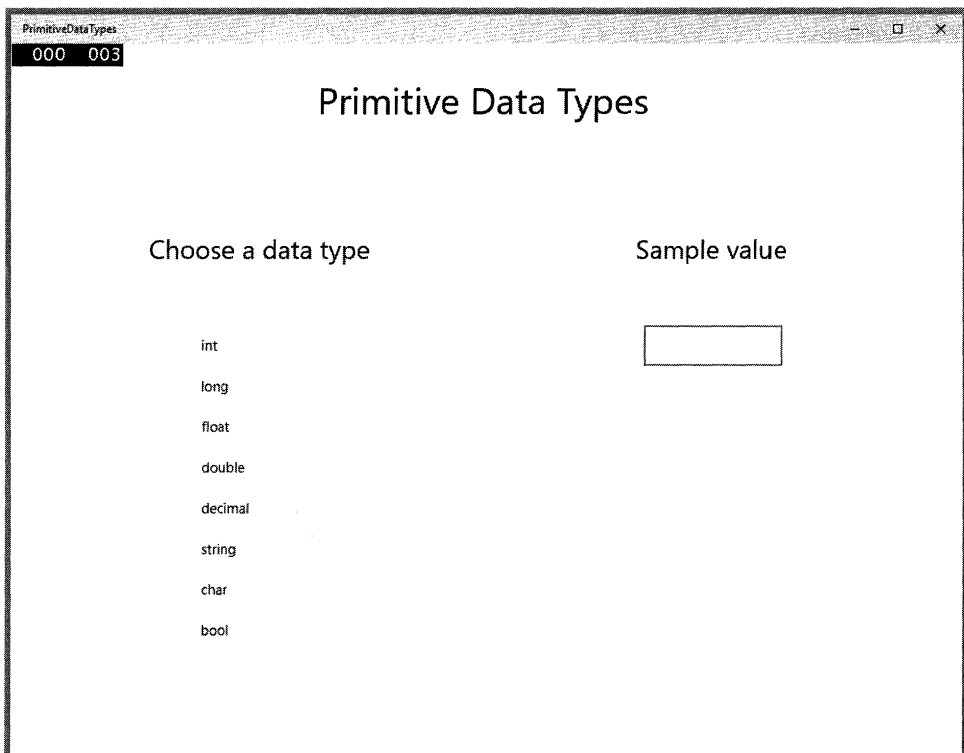 PrimitiveDataTypes
000 003
Primitive Data Types
Choose a data type
Sample value
int
long
float
double
decimal
string
char
bool